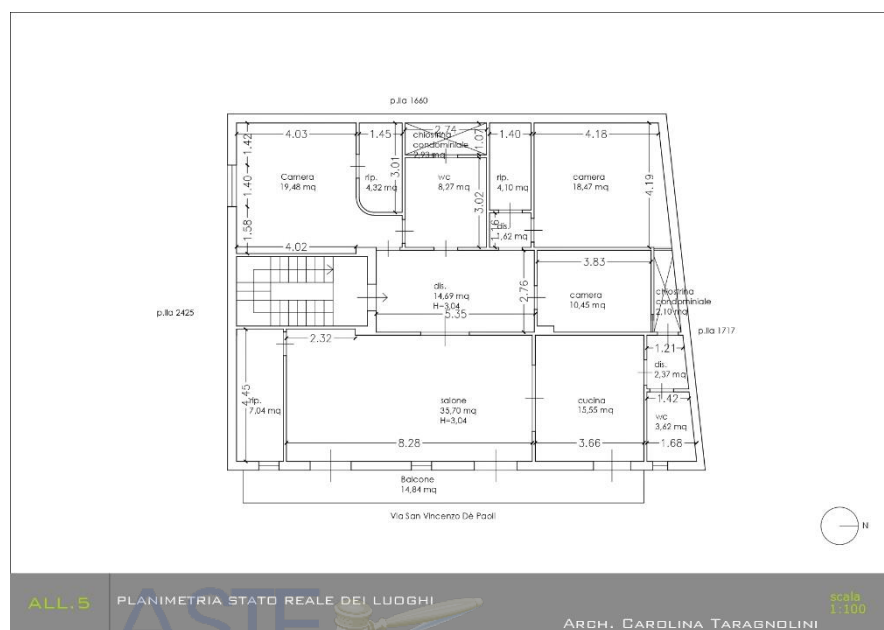 p.lla 1660
4.03
1.45
2.74
1.40
4.18
1.42
1.07
chiostrina
condominiale
2,93 mq
3.01
Camera
19,48 mq
rip.
4,32 mq
wc
8,27 mq
rip.
4,10 mq
camera
18,47 mq
1.40
4.19
3.02
1.58
1.16
dis.
1,62 mq
4.02
3.83
dis.
14,69 mq
H=3,04
2.76
camera
10,45 mq
chiostrina
condominiale
2,10 mq
p.lla 2425
5.35
p.lla 1717
2.32
1.21
dis.
2,37 mq
4.45
rip.
7,04 mq
salone
35,70 mq
H=3,04
cucina
15,55 mq
1.42
wc
3,62 mq
8.28
3.66
1.68
Balcone
14,84 mq
Via San Vincenzo Dè Paoli
N
ALL.5
PLANIMETRIA STATO REALE DEI LUOGHI
ASTE
scala
1:100
ARCH. CAROLINA TARAGNOLINI